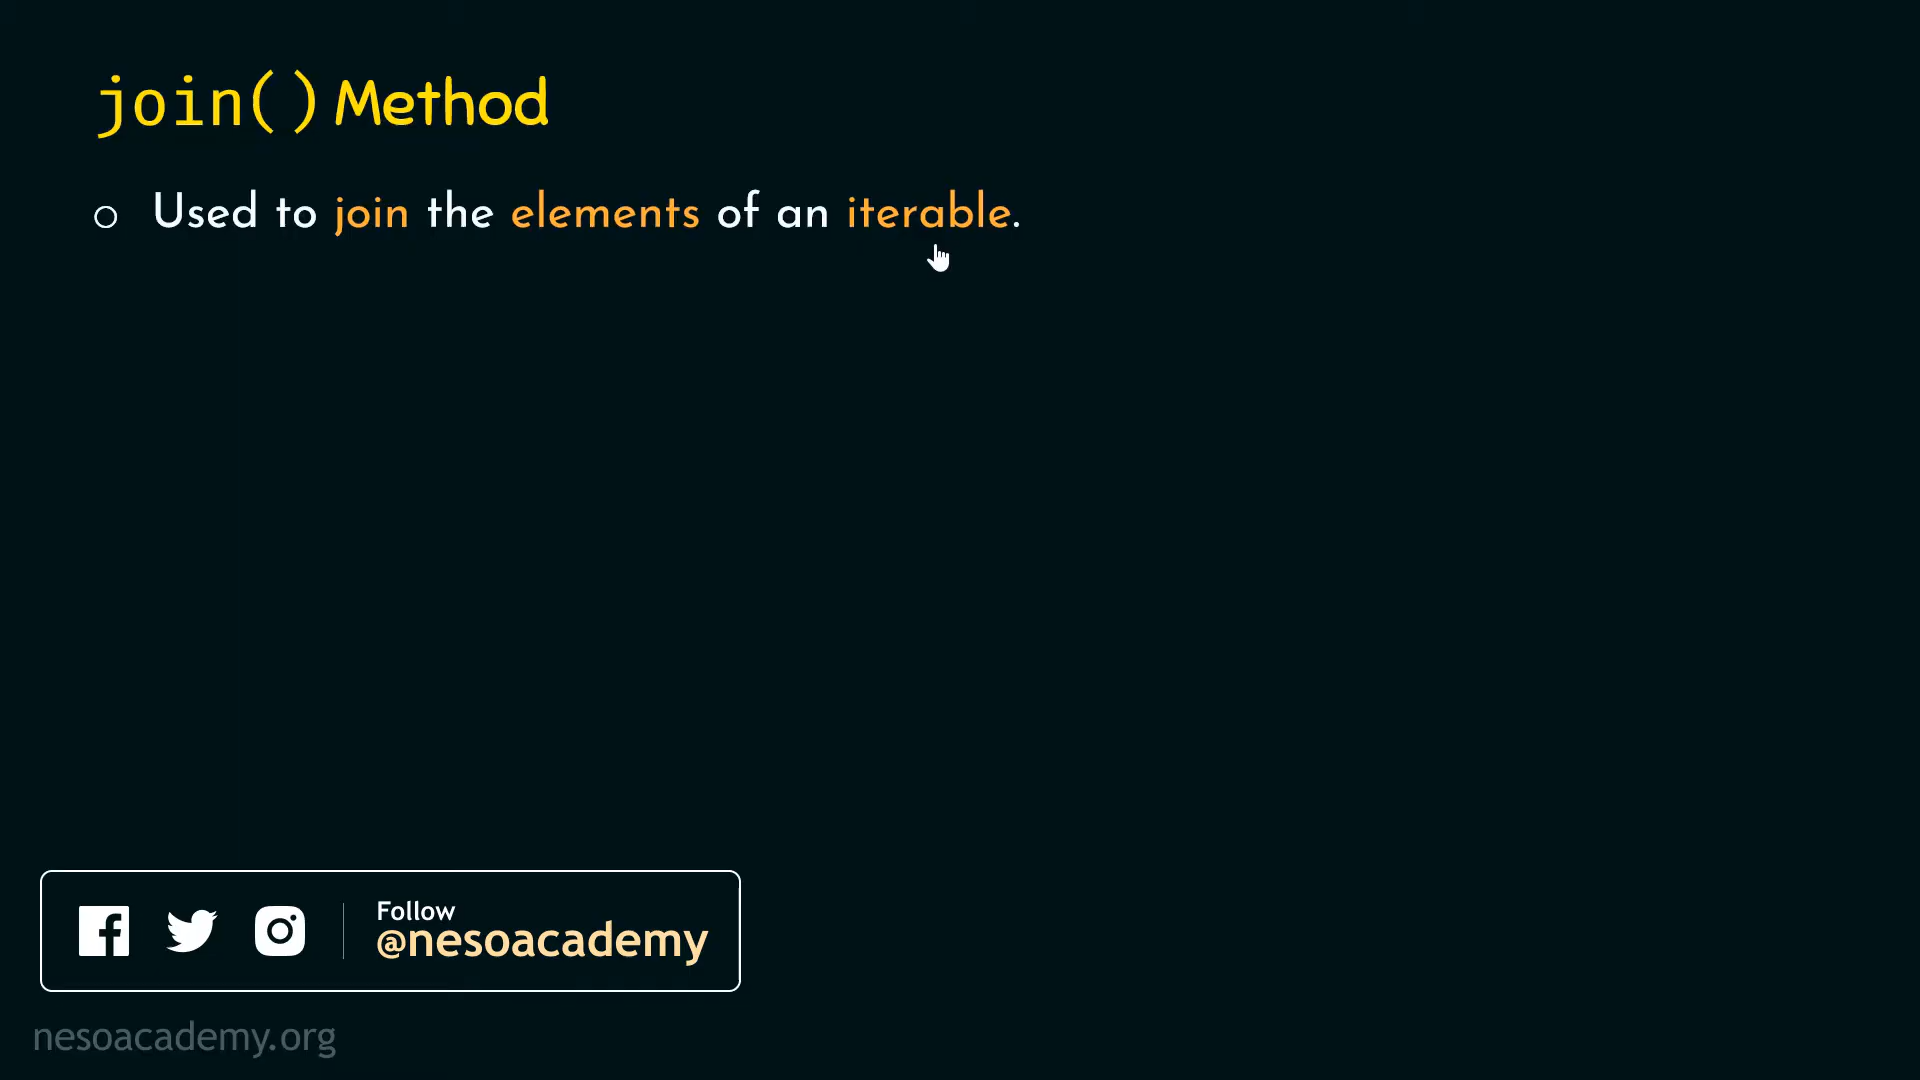 join() Method
Used to join the elements of an iterable.
Follow
@nesoacademy
nesoacademy.org